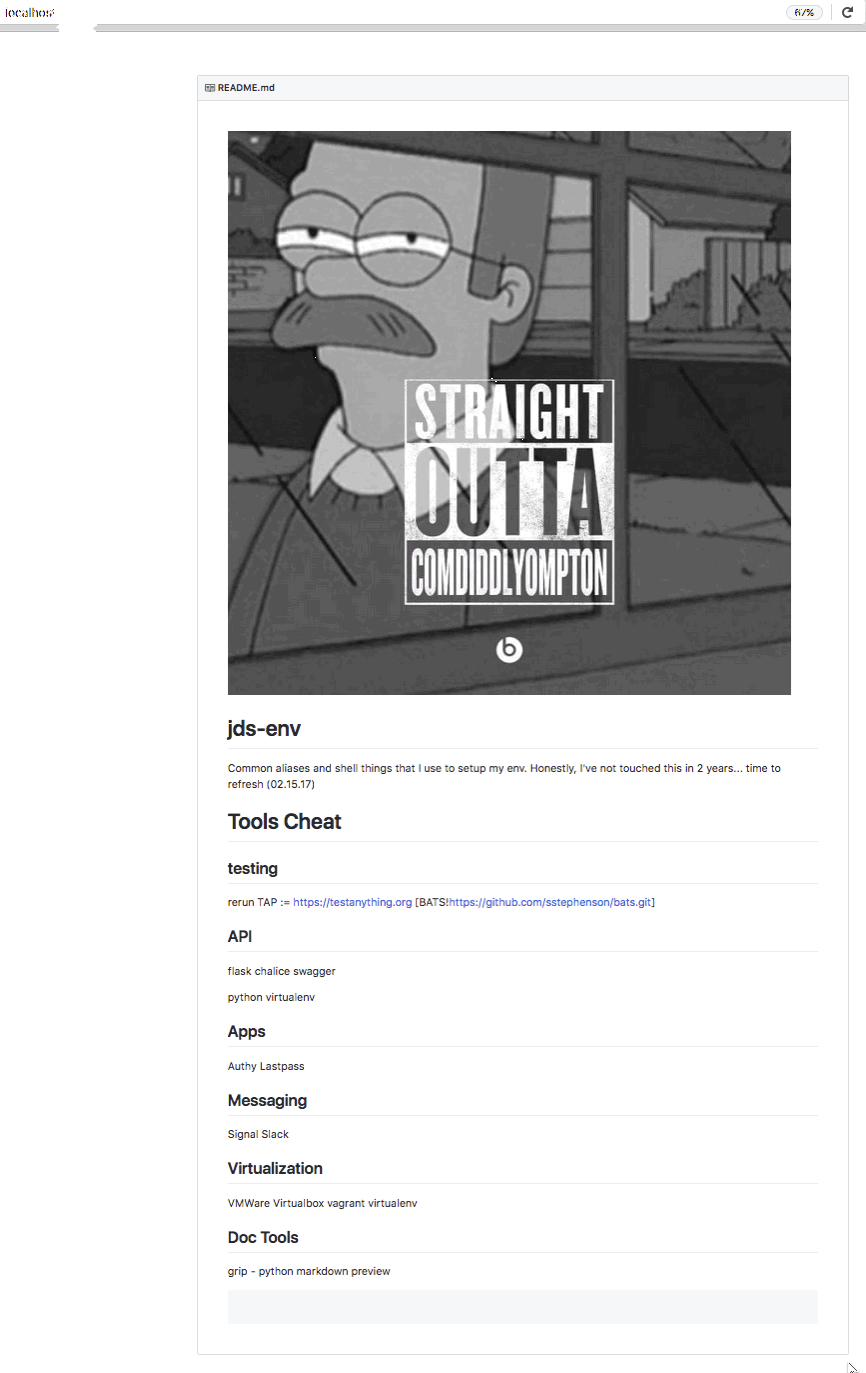 localhost
67%
README.md
STRAIGHT
OUTTA
COMDIDDLYOMPTON
b
jds-env
Common aliases and shell things that I use to setup my env. Honestly, I've not touched this in 2 years... time to
refresh (02.15.17)
Tools Cheat
testing
rerun TAP := https://testanything.org [BATS!https://github.com/sstephenson/bats.git]
API
flask chalice swagger
python virtualenv
Apps
Authy Lastpass
Messaging
Signal Slack
Virtualization
VMWare Virtualbox vagrant virtualenv
Doc Tools
grip - python markdown preview